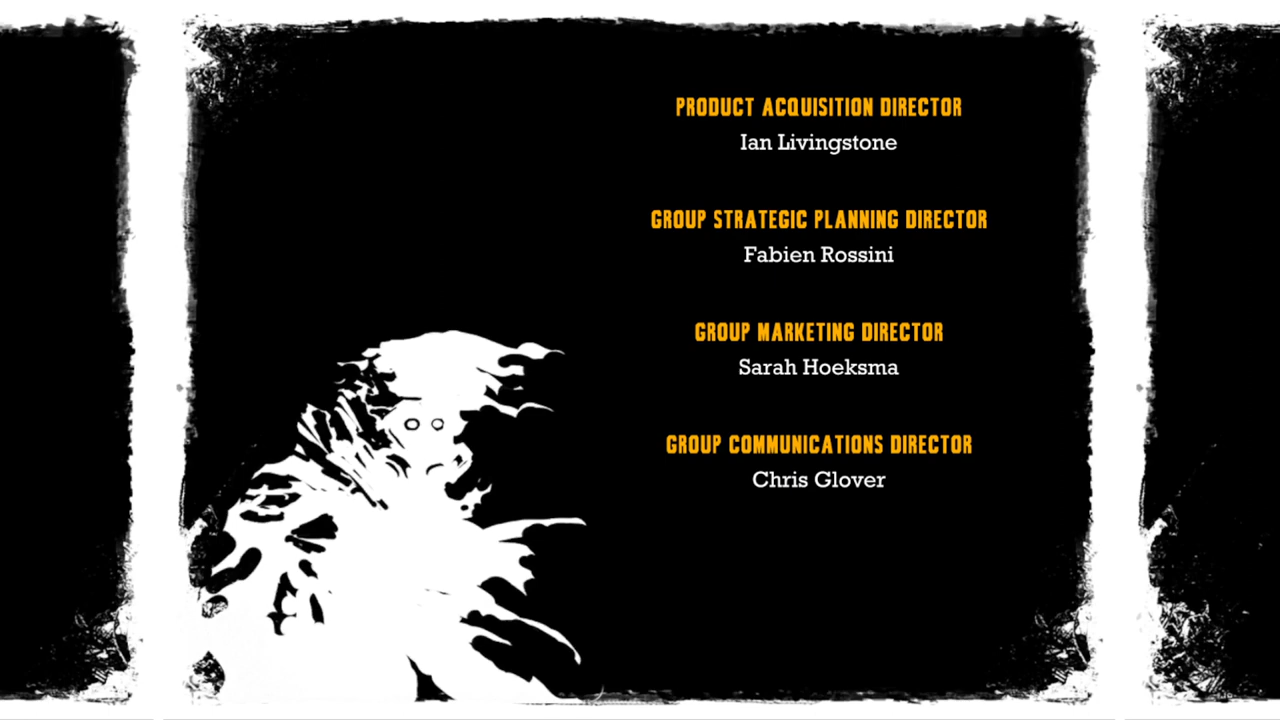 PRODUCT ACQUISITION DIRECTOR
Ian Livingstone
GROUP STRATEGIC PLANNING DIRECTOR
Fabien Rossini
GROUP MARKETING DIRECTOR
Sarah Hoeksma
GROUP COMMUNICATIONS DIRECTOR
Chris Glover